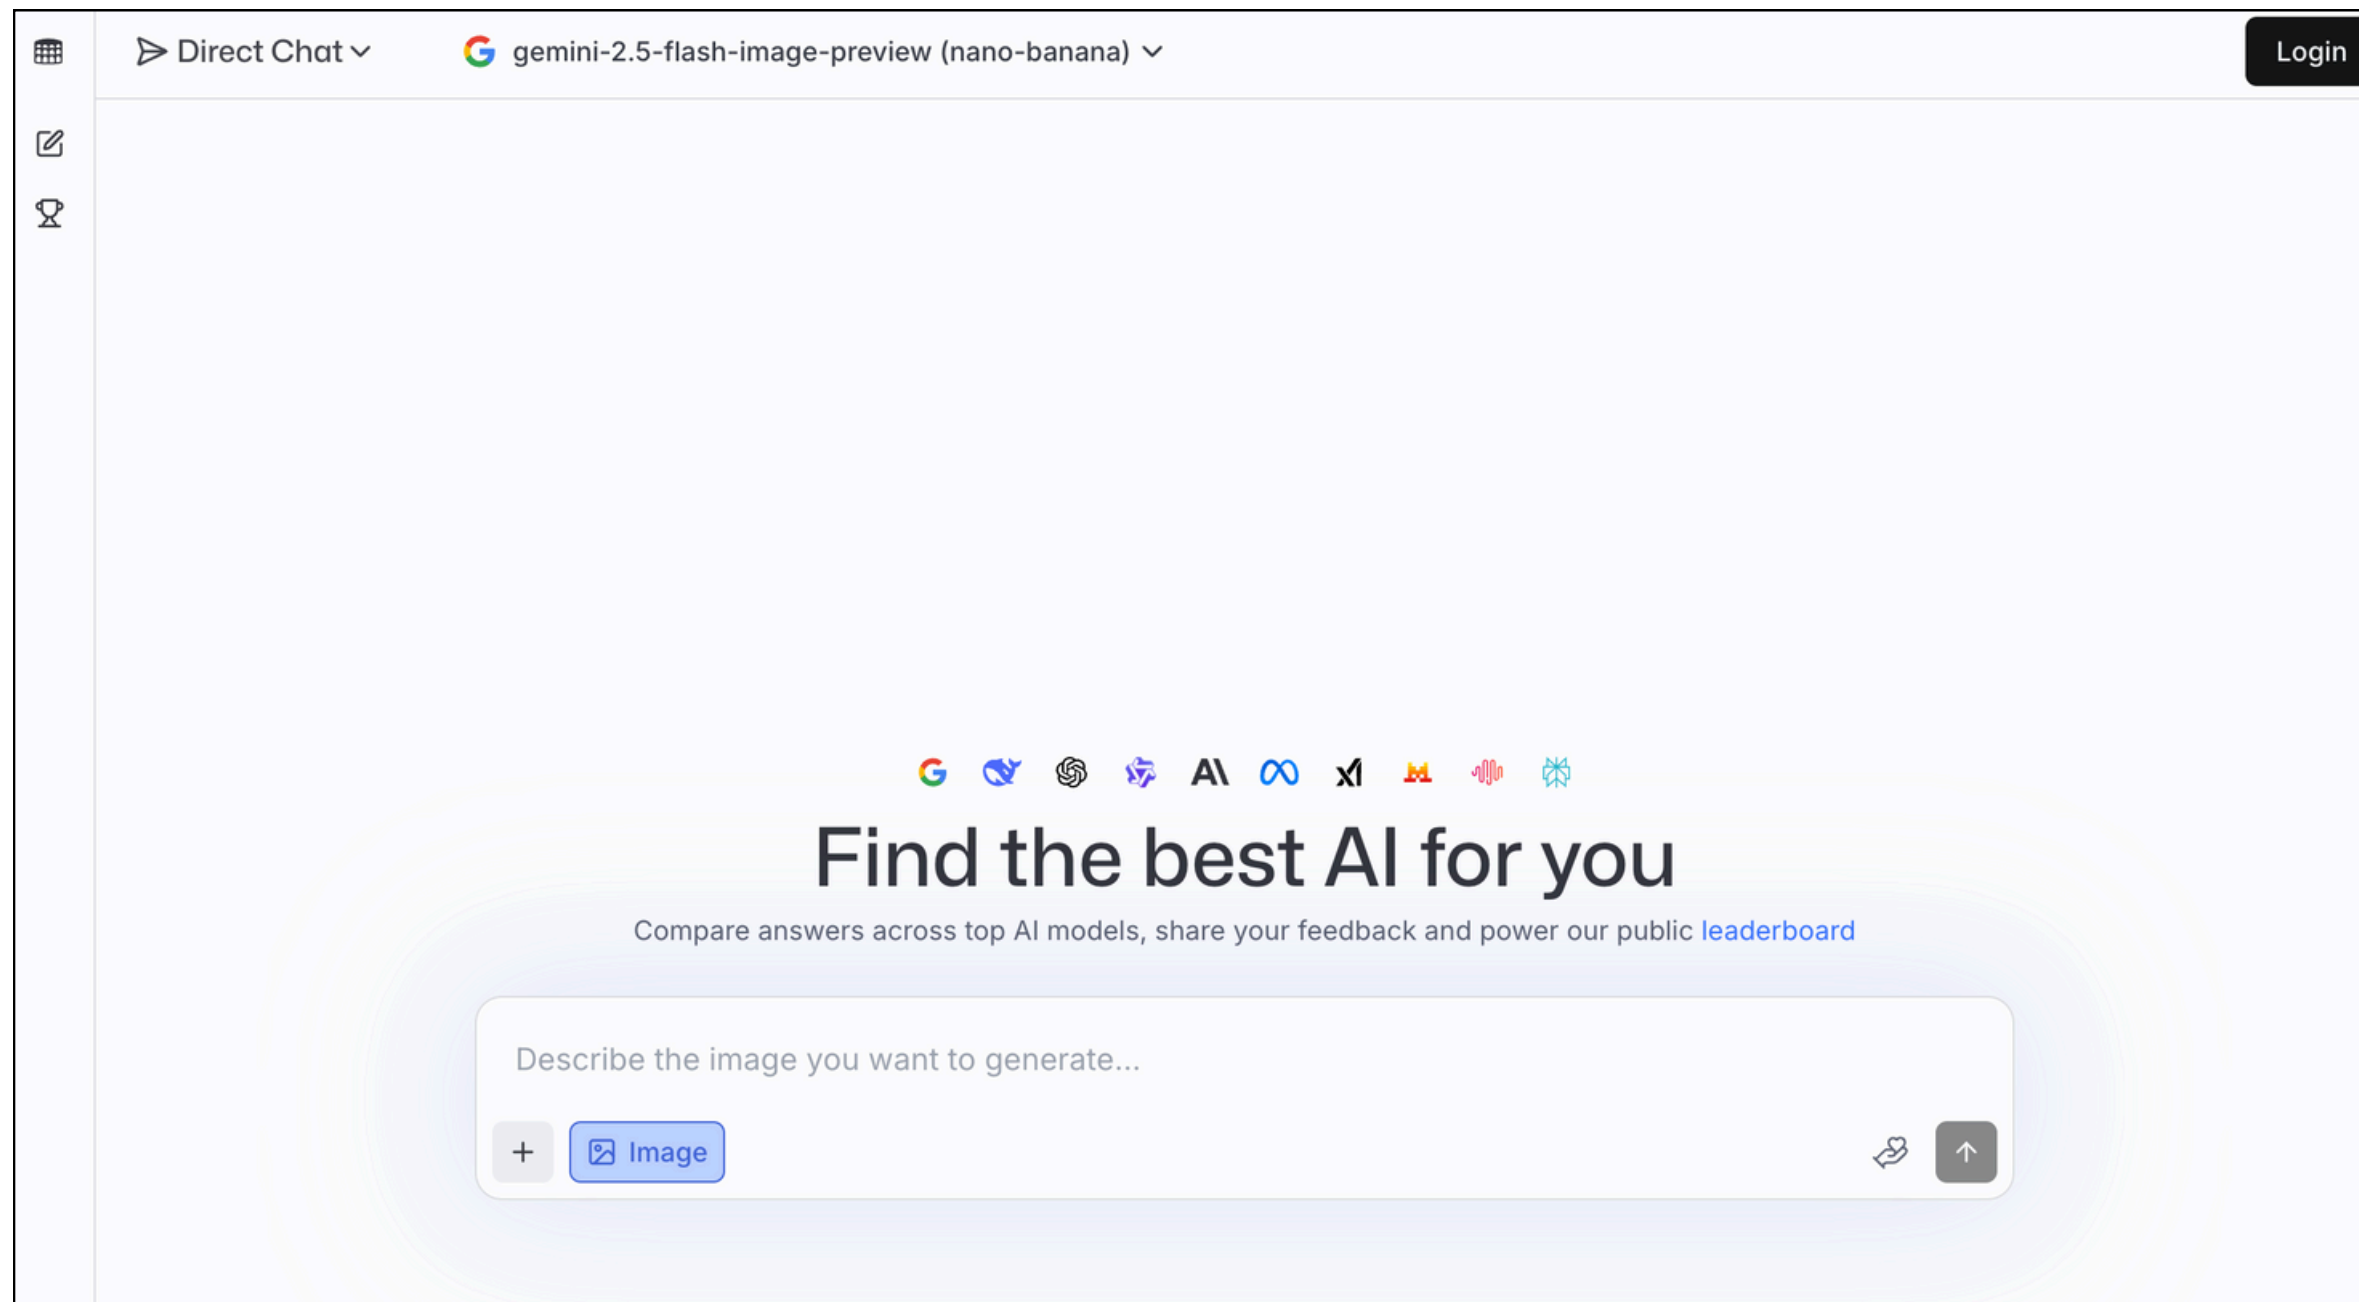 Direct Chat
gemini-2.5-flash-image-preview (nano-banana)
Login
Find the best AI for you
Compare answers across top AI models, share your feedback and power our public leaderboard
Describe the image you want to generate...
Image